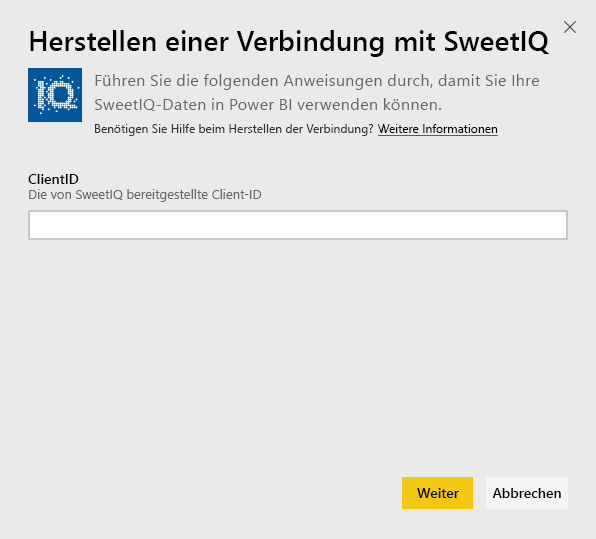 Herstellen einer Verbindung mit SweetIQ
IQ
Führen Sie die folgenden Anweisungen durch, damit Sie Ihre
SweetIQ-Daten in Power BI verwenden können.
Benötigen Sie Hilfe beim Herstellen der Verbindung? Weitere Informationen
ClientID
Die von SweetIQ bereitgestellte Client-ID
Weiter
Abbrechen